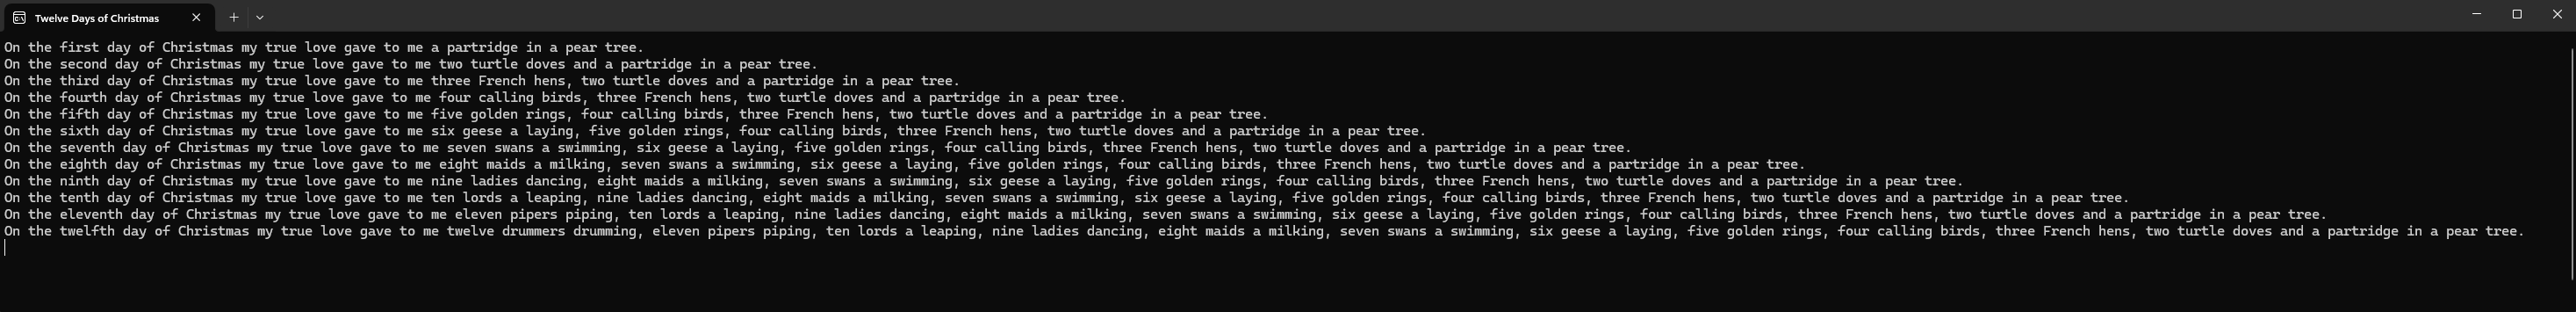 Twelve Days of Christmas
On the first day of Christmas my true love gave to me a partridge in a pear tree.
On the second day of Christmas my true love gave to me two turtle doves and a partridge in a pear tree.
On the third day of Christmas my true love gave to me three French hens, two turtle doves and a partridge in a pear tree.
On the fourth day of Christmas my true love gave to me four calling birds, three French hens, two turtle doves and a partridge in a pear tree.
On the fifth day of Christmas my true love gave to me five golden rings, four calling birds, three French hens, two turtle doves and a partridge in a pear tree.
On the sixth day of Christmas my true love gave to me six geese a laying, five golden rings, four calling birds, three French hens, two turtle doves and a partridge in a pear tree.
On the seventh day of Christmas my true love gave to me seven swans a swimming, six geese a laying, five golden rings, four calling birds, three French hens, two turtle doves and a partridge in a pear tree.
On the eighth day of Christmas my true love gave to me eight maids a milking, seven swans a swimming, six geese a laying, five golden rings, four calling birds, three French hens, two turtle doves and a partridge in a pear tree.
On the ninth day of Christmas my true love gave to me nine ladies dancing, eight maids a milking, seven swans a swimming, six geese a laying, five golden rings, four calling birds, three French hens, two turtle doves and a partridge in a pear tree.
On the tenth day of Christmas my true love gave to me ten lords a leaping, nine ladies dancing, eight maids a milking, seven swans a swimming, six geese a laying, five golden rings, four calling birds, three French hens, two turtle doves and a partridge in a pear tree.
On the eleventh day of Christmas my true love gave to me eleven pipers piping, ten lords a leaping, nine ladies dancing, eight maids a milking, seven swans a swimming, six geese a laying, five golden rings, four calling birds, three French hens, two turtle doves and a partridge in a pear tree.
On the twelfth day of Christmas my true love gave to me twelve drummers drumming, eleven pipers piping, ten lords a leaping, nine ladies dancing, eight maids a milking, seven swans a swimming, six geese a laying, five golden rings, four calling birds, three French hens, two turtle doves and a partridge in a pear tree.